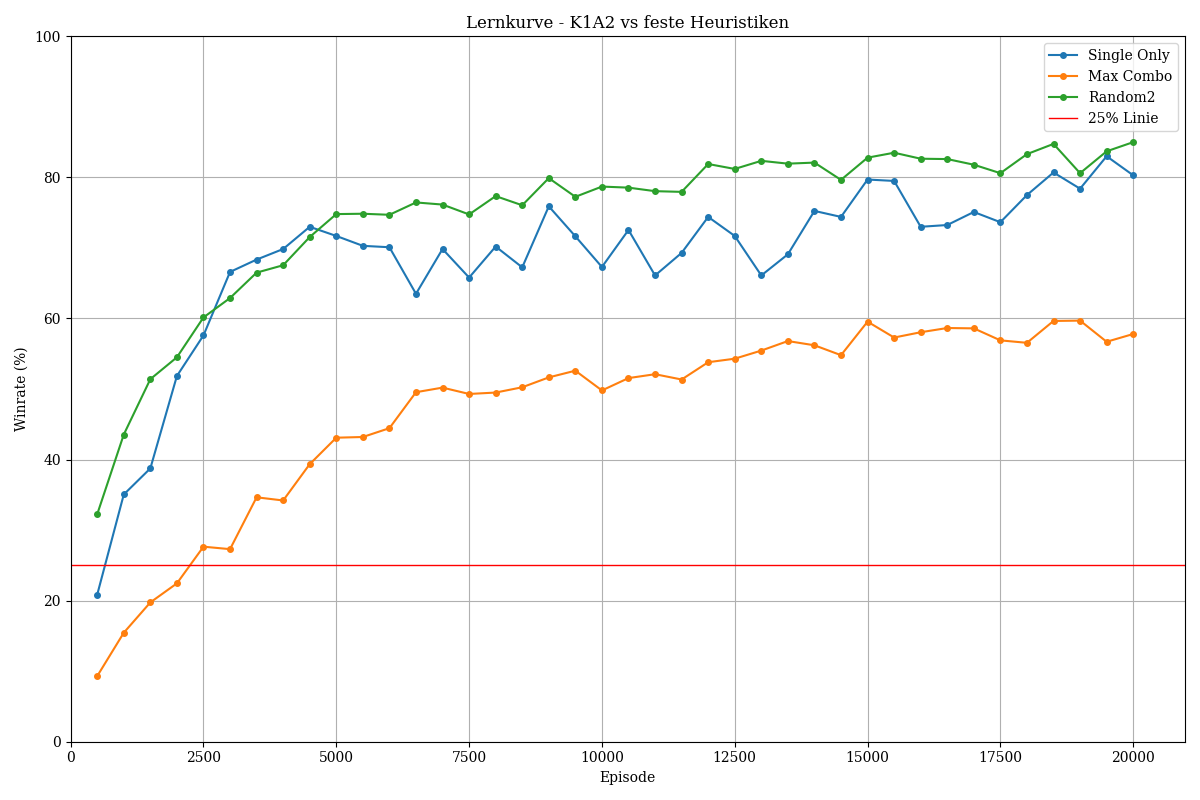 Lernkurve - K1A2 vs feste Heuristiken
100
80
60
40
20
0
Winrate (%)
Single Only
Max Combo
Random2
25% Linie
0 2500 5000 7500 10000 12500 15000 17500 20000
Episode